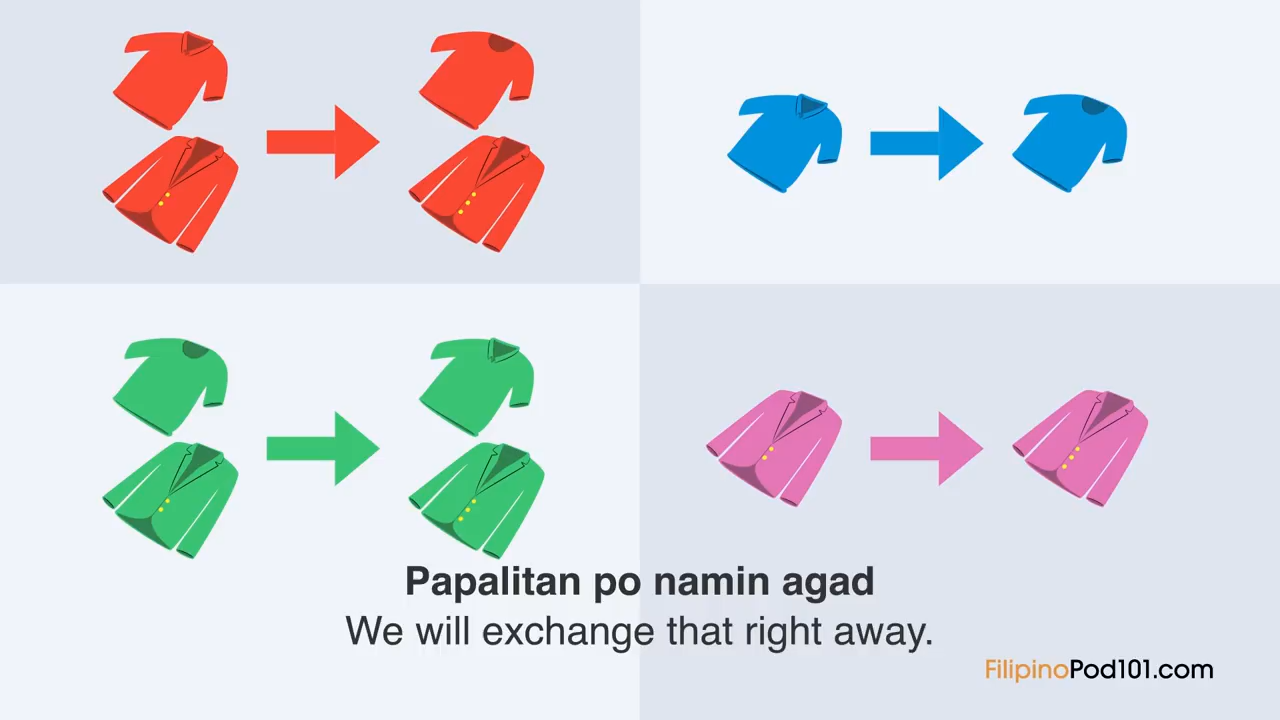 Papalitan po namin agad
We will exchange that right away.
FilipinoPod101.com